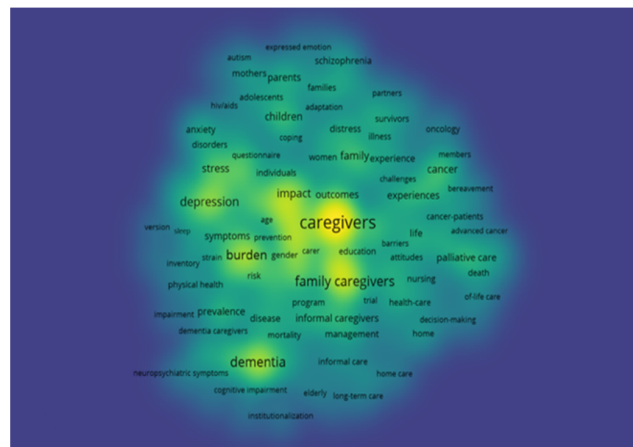 expressed emotion
autism
schizophrenia
mothers
parents
families
adolescents
partners
hiv/aids
adaptation
children
survivors
anxiety
distress
oncology
coping
illness
disorders
questionnaire
women
family
experience
members
stress
individuals
challenges
cancer
impact
outcomes
experiences
bereavement
depression
age
caregivers
cancer-patients
version
sleep
symptoms
prevention
life
advanced cancer
barriers
burden
gender
carer
education
attitudes
palliative care
inventory
strain
risk
family caregivers
nursing
death
physical health
program
trial
health-care
of-life care
impairment
prevalence
disease
informal caregivers
decision-making
dementia caregivers
mortality
management
home
dementia
informal care
neuropsychiatric symptoms
home care
cognitive impairment
elderly
long-term care
institutionalization